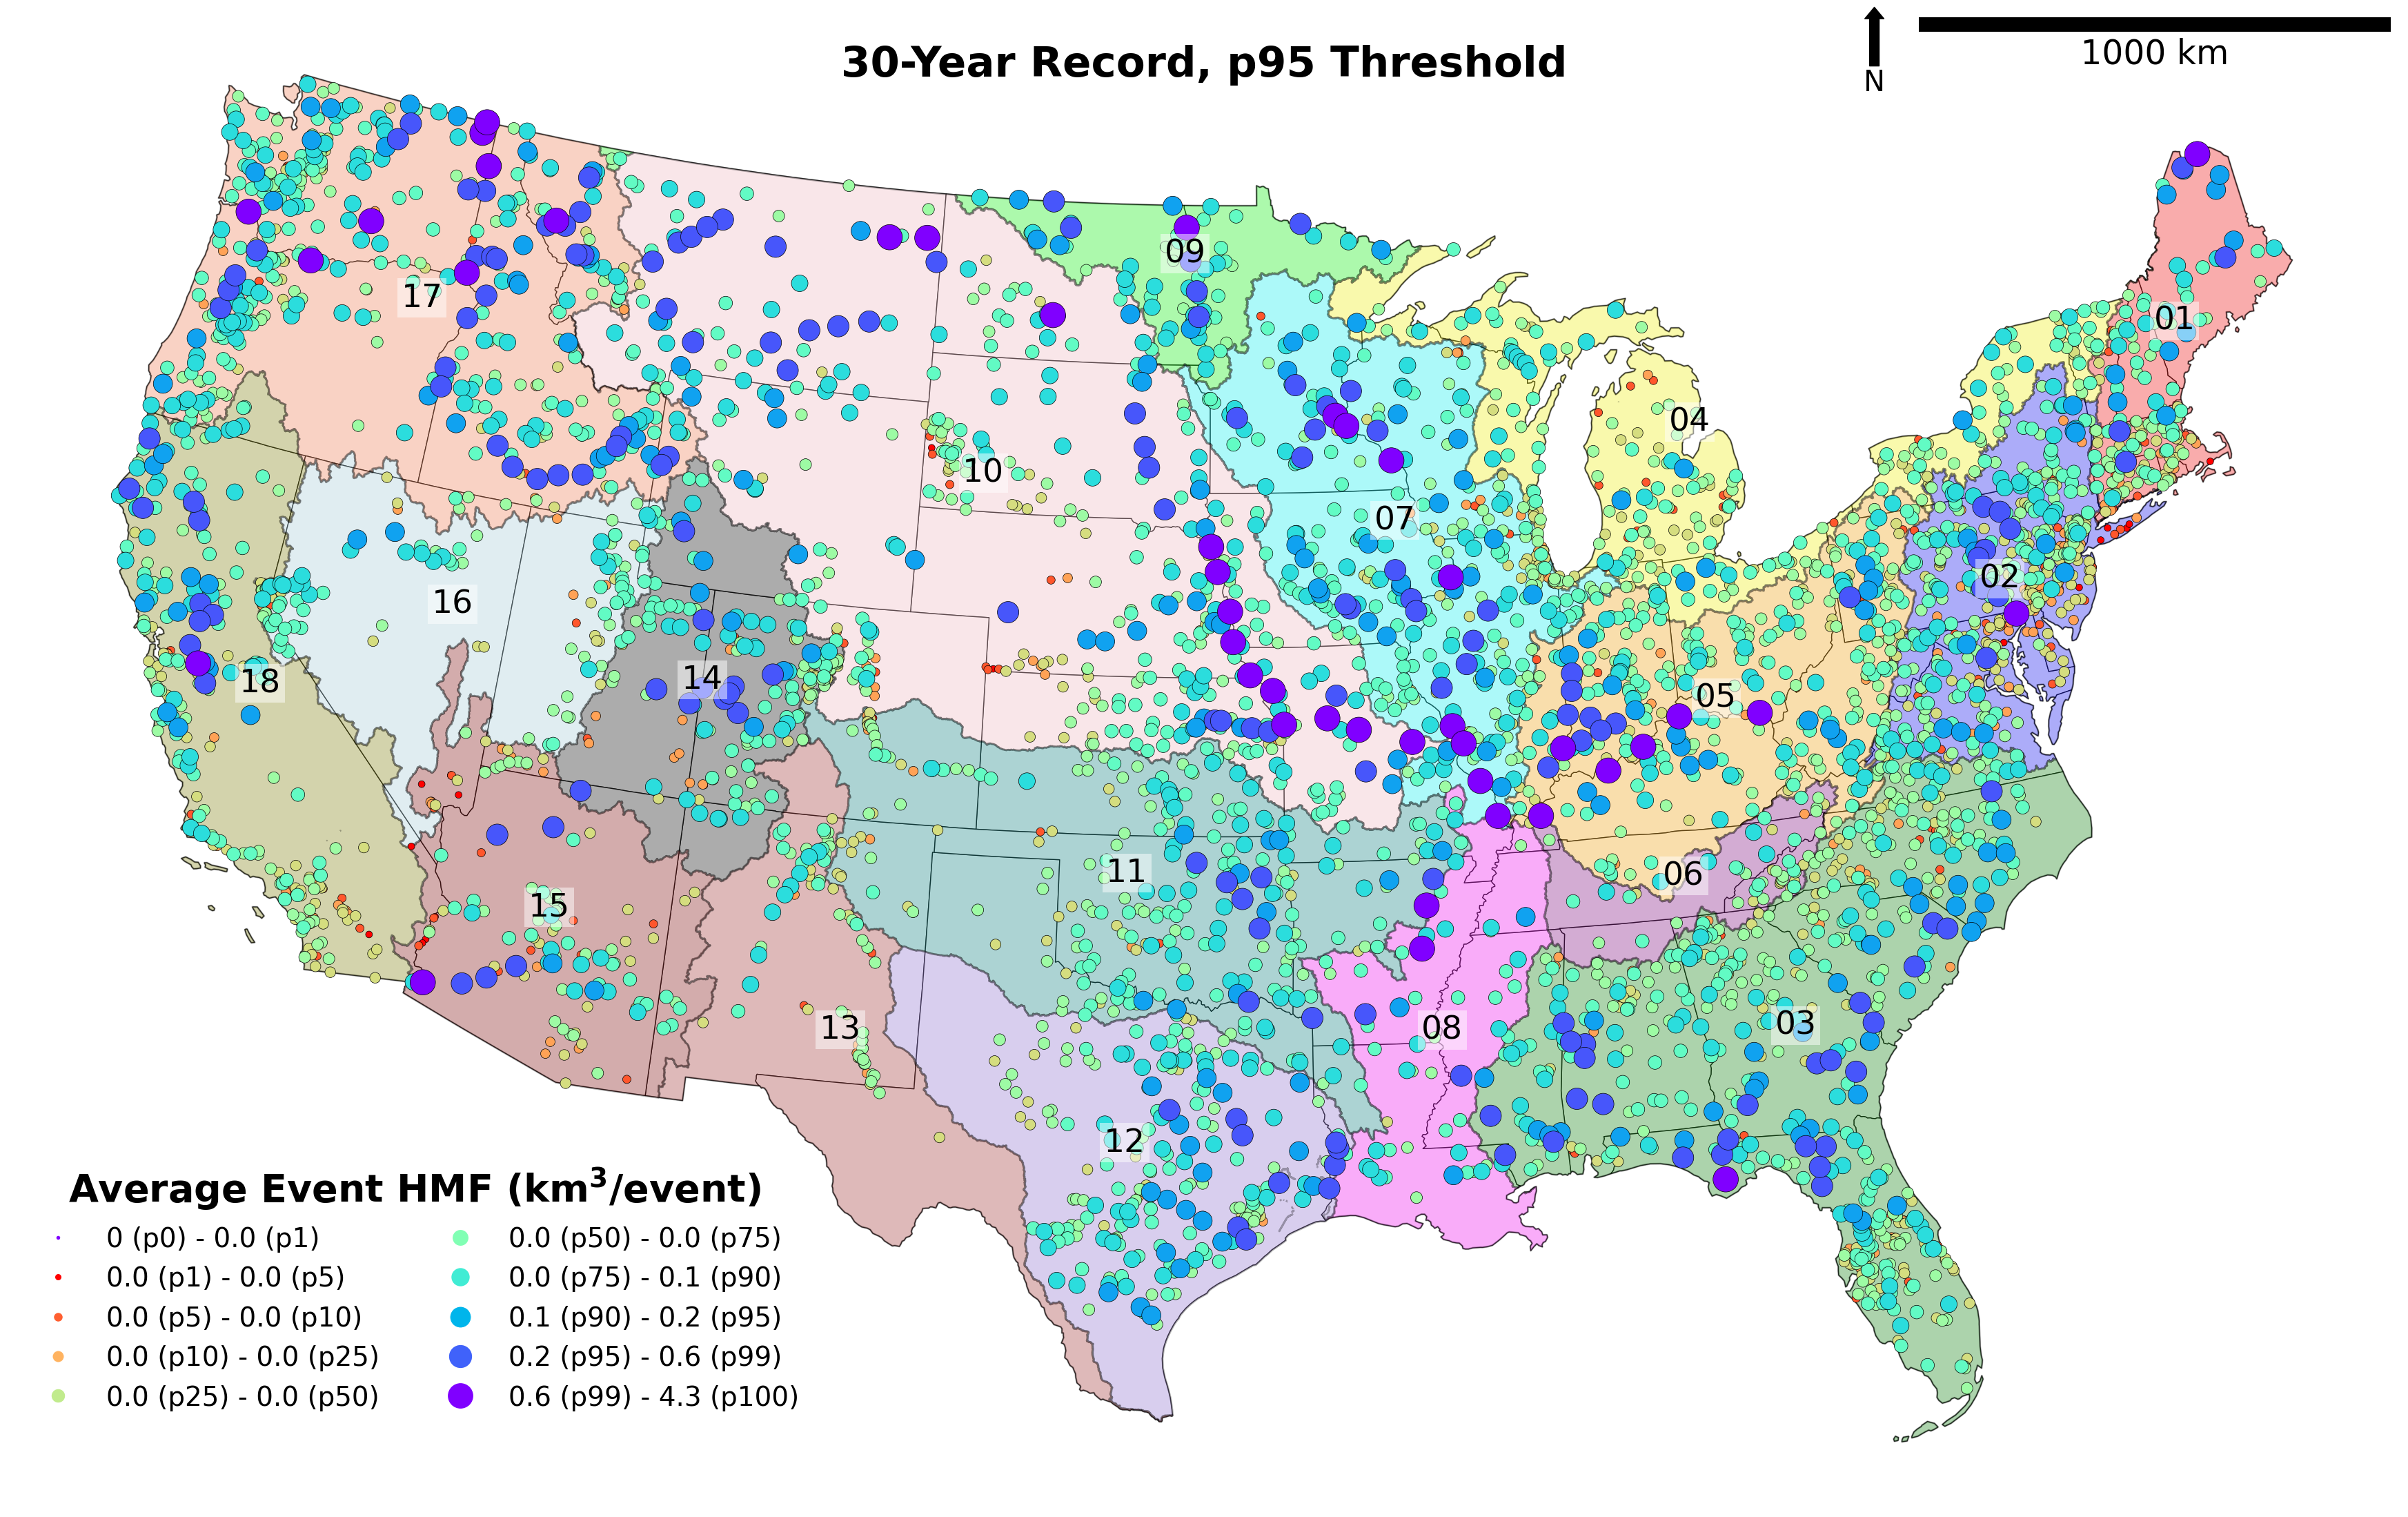 30-Year Record, p95 Threshold
1000 km
N
01
02
03
04
05
06
07
08
09
10
11
12
13
14
15
16
17
18
Average Event HMF (km³/event)
0 (p0) - 0.0 (p1)
0.0 (p1) - 0.0 (p5)
0.0 (p5) - 0.0 (p10)
0.0 (p10) - 0.0 (p25)
0.0 (p25) - 0.0 (p50)
0.0 (p50) - 0.0 (p75)
0.0 (p75) - 0.1 (p90)
0.1 (p90) - 0.2 (p95)
0.2 (p95) - 0.6 (p99)
0.6 (p99) - 4.3 (p100)